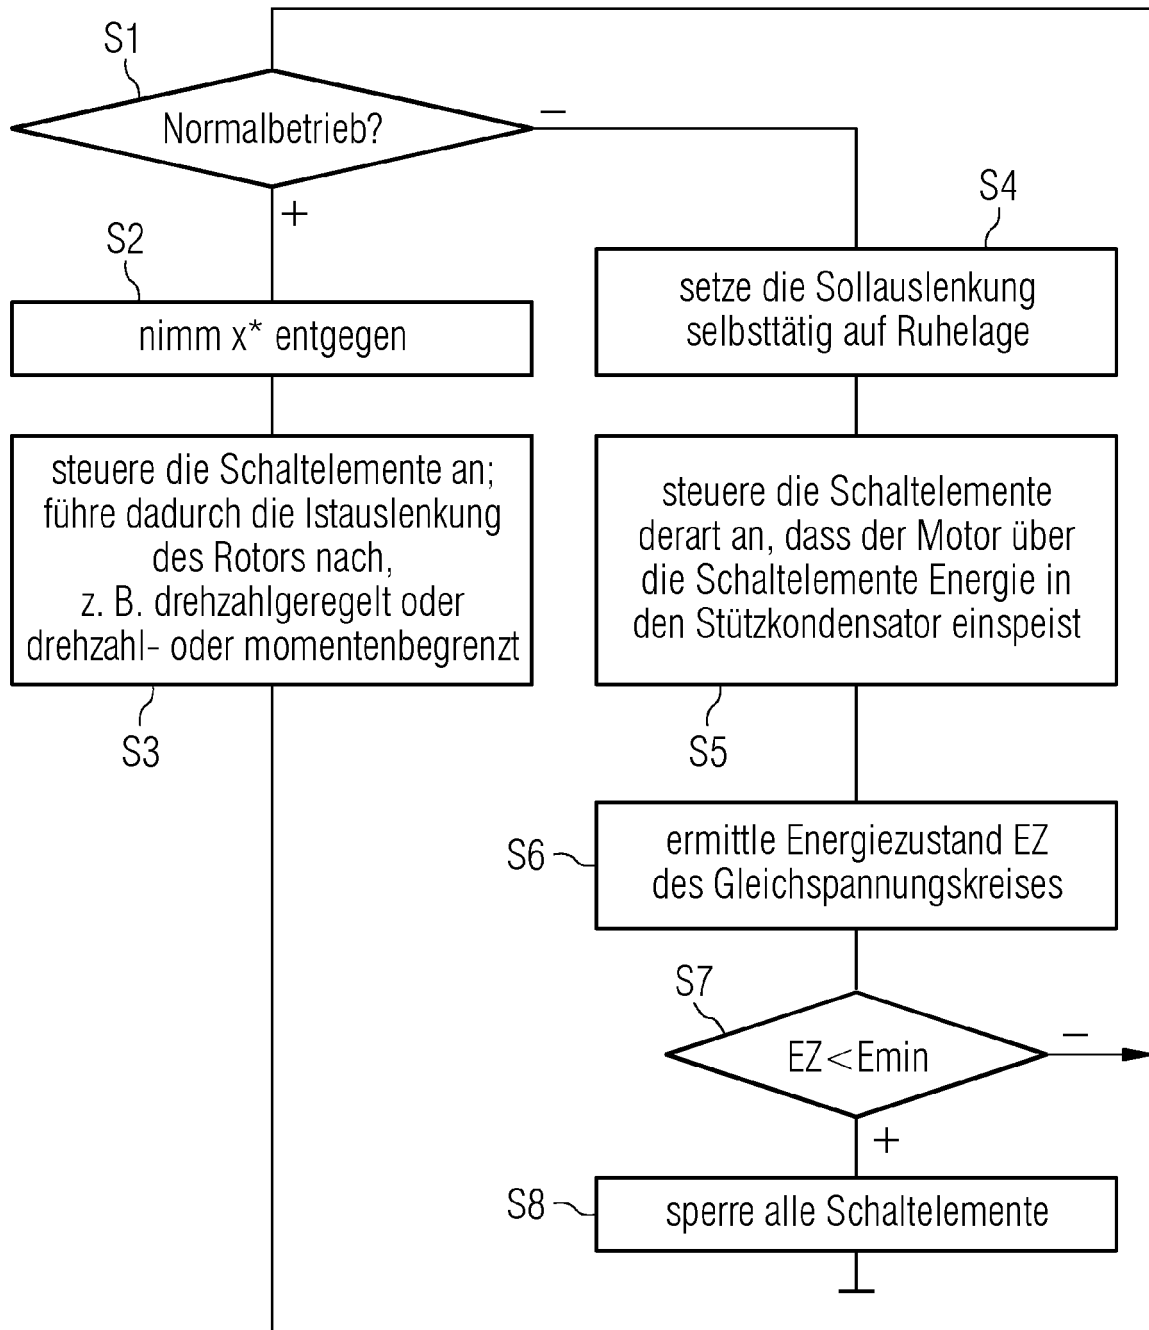 S1
Normalbetrieb?
−
+
S2
nimm x* entgegen
steuere die Schaltelemente an;
führe dadurch die Istauslenkung
des Rotors nach,
z. B. drehzahlgeregelt oder
drehzahl- oder momentenbegrenzt
S3
S4
setze die Sollauslenkung
selbsttätig auf Ruhelage
steuere die Schaltelemente
derart an, dass der Motor über
die Schaltelemente Energie in
den Stützkondensator einspeist
S5
S6
ermittle Energiezustand EZ
des Gleichspannungskreises
S7
EZ<Emin
−
+
S8
sperre alle Schaltelemente